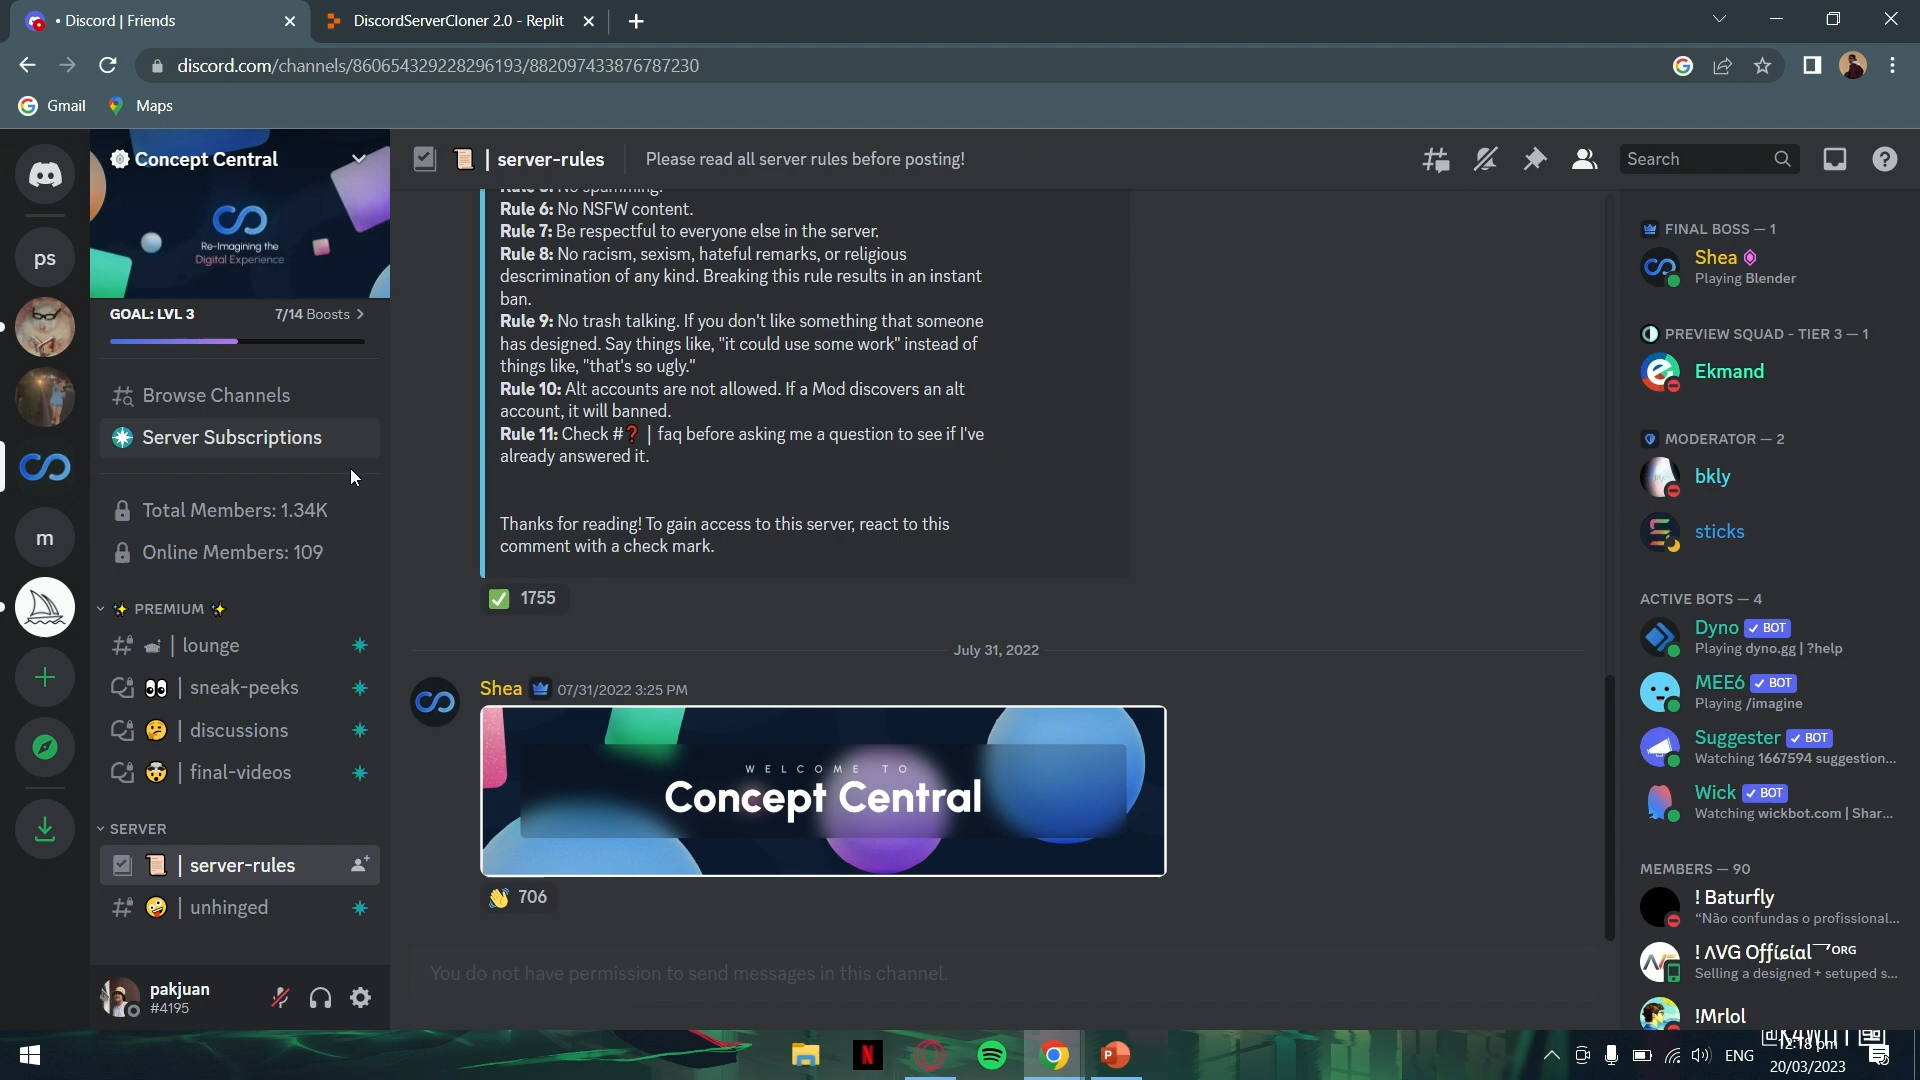 • Discord | Friends
DiscordServerCloner 2.0 - Replit
discord.com/channels/860654329228296193/882097433876787230
Gmail
Maps
ps
m
Concept Central
Re-Imagining the
Digital Experience
GOAL: LVL 3
7/14 Boosts
Browse Channels
Server Subscriptions
Total Members: 1.34K
Online Members: 109
✨ PREMIUM ✨
| lounge
👀 | sneak-peeks
🤔 | discussions
🤯 | final-videos
SERVER
📜 | server-rules
🤪 | unhinged
pakjuan
#4195
📜 | server-rules
Please read all server rules before posting!
Search
Rule 6: No NSFW content.
Rule 7: Be respectful to everyone else in the server.
Rule 8: No racism, sexism, hateful remarks, or religious
descrimination of any kind. Breaking this rule results in an instant
ban.
Rule 9: No trash talking. If you don't like something that someone
has designed. Say things like, "it could use some work" instead of
things like, "that's so ugly."
Rule 10: Alt accounts are not allowed. If a Mod discovers an alt
account, it will banned.
Rule 11: Check #❓ | faq before asking me a question to see if I've
already answered it.
Thanks for reading! To gain access to this server, react to this
comment with a check mark.
✅ 1755
July 31, 2022
Shea 07/31/2022 3:25 PM
WELCOME TO
Concept Central
👋 706
You do not have permission to send messages in this channel.
FINAL BOSS — 1
Shea
Playing Blender
PREVIEW SQUAD - TIER 3 — 1
Ekmand
MODERATOR — 2
bkly
sticks
ACTIVE BOTS — 4
Dyno ✓ BOT
Playing dyno.gg | ?help
MEE6 ✓ BOT
Playing /imagine
Suggester ✓ BOT
Watching 1667594 suggestion...
Wick ✓ BOT
Watching wickbot.com | Shar...
MEMBERS — 90
! Baturfly
“Não confundas o profissional...
Selling a designed + setuped s...
!Mrlol
ENG
12:18 pm
20/03/2023